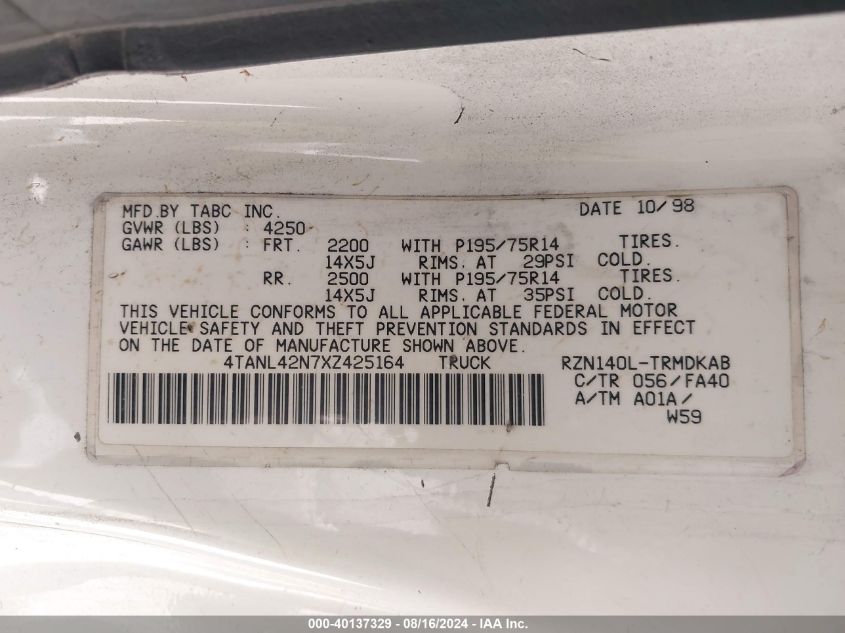 MFD.BY TABC INC. DATE 10/98
GVWR (LBS) : 4250
GAWR (LBS) : FRT. 2200 WITH P195/75R14 TIRES.
14X5J RIMS. AT 29PSI COLD.
RR. 2500 WITH P195/75R14 TIRES.
14X5J RIMS. AT 35PSI COLD.
THIS VEHICLE CONFORMS TO ALL APPLICABLE FEDERAL MOTOR
VEHICLE SAFETY AND THEFT PREVENTION STANDARDS IN EFFECT
ON THE DATE OF MANUFACTURE SHOWN ABOVE.
4TANL42N7XZ425164 TRUCK RZN140L-TRMDKAB
C/TR 056/FA40
A/TM A01A/
W59
000-40137329 - 08/16/2024 - IAA Inc.